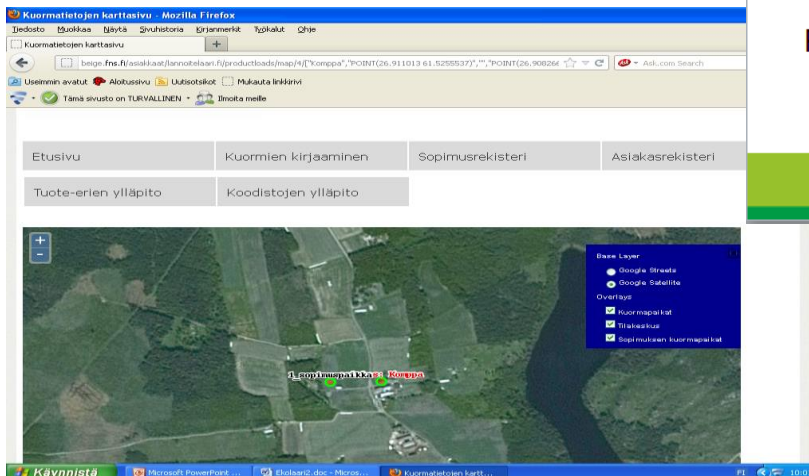 Kuormatietojen karttasivu - Mozilla Firefox
Tiedosto Muokkaa Näytä Sivuhistoria Kirjanmerkit Työkalut Ohje
Kuormatietojen karttasivu
beige.fns.fi/asiakkaat/lannoitelaari.fi/productloads/map/4/["Komppa","POINT(26.911013 61.5255537)","","POINT(26.90826
Ask.com Search
Useimmin avatut Aloitussivu Uutisotsikot Mukauta linkkirivi
Tämä sivusto on TURVALLINEN Ilmoita meille
Etusivu Kuormien kirjaaminen Sopimusrekisteri Asiakasrekisteri
Tuote-erien ylläpito Koodistojen ylläpito
+
-
Base Layer
Google Streets
Google Satellite
Overlays
Kuormapaikat
Tilakeskus
Sopimuksen kuormapaikat
1_sopimuspaikka s: Komppa
Käynnistä Microsoft PowerPoint ... Ekolaari2.doc - Micros... Kuormatietojen kartt... FI 10:0